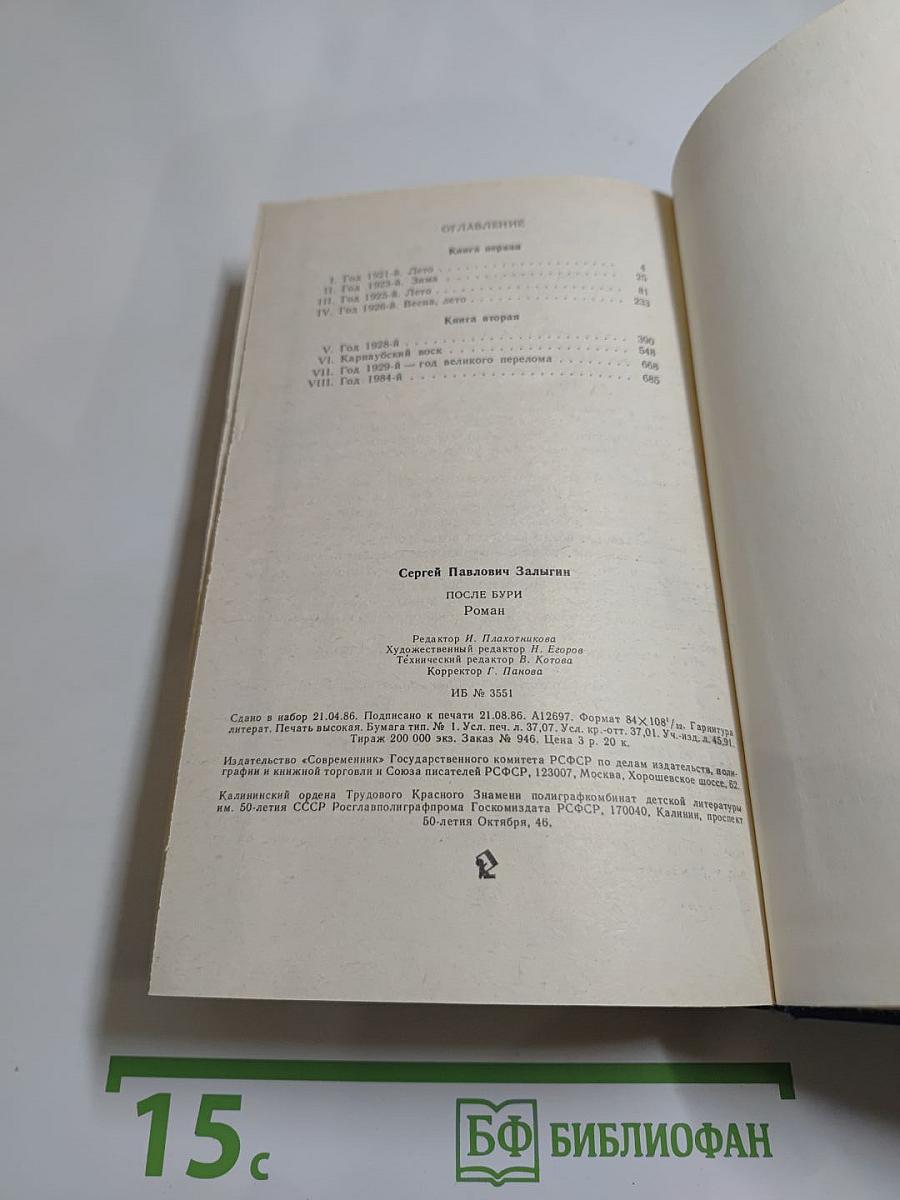 ОГЛАВЛЕНИЕ
Книга первая
I. Год 1921-й. Лето . . . . . . . . . . . . . . . . 4
II. Год 1923-й. Зима . . . . . . . . . . . . . . . . 25
III. Год 1925-й. Лето . . . . . . . . . . . . . . . . 81
IV. Год 1926-й. Весна, лето . . . . . . . . . . . . . . 233
Книга вторая
V. Год 1928-й . . . . . . . . . . . . . . . . . . 390
VI. Карнаубский воск . . . . . . . . . . . . . . . . 548
VII. Год 1929-й — год великого перелома . . . . . . . . 668
VIII. Год 1984-й . . . . . . . . . . . . . . . . . . 685
Сергей Павлович Залыгин
ПОСЛЕ БУРИ
Роман
Редактор И. Плахотникова
Художественный редактор Н. Егоров
Технический редактор В. Котова
Корректор Г. Панова
ИБ № 3551
Сдано в набор 21.04.86. Подписано к печати 21.08.86. А12697. Формат 84×108¹/₃₂. Гарнитура
литерат. Печать высокая. Бумага тип. № 1. Усл. печ. л. 37,07. Усл. кр.-отт. 37,01. Уч.-изд. л. 45,91.
Тираж 200 000 экз. Заказ № 946. Цена 3 р. 20 к.
Издательство «Современник» Государственного комитета РСФСР по делам издательств, поли-
графии и книжной торговли и Союза писателей РСФСР, 123007, Москва, Хорошевское шоссе, 62.
Калининский ордена Трудового Красного Знамени полиграфкомбинат детской литературы
им. 50-летия СССР Росглавполиграфпрома Госкомиздата РСФСР, 170040, Калинин, проспект
50-летия Октября, 46.
15 с
БФ БИБЛИОФАН